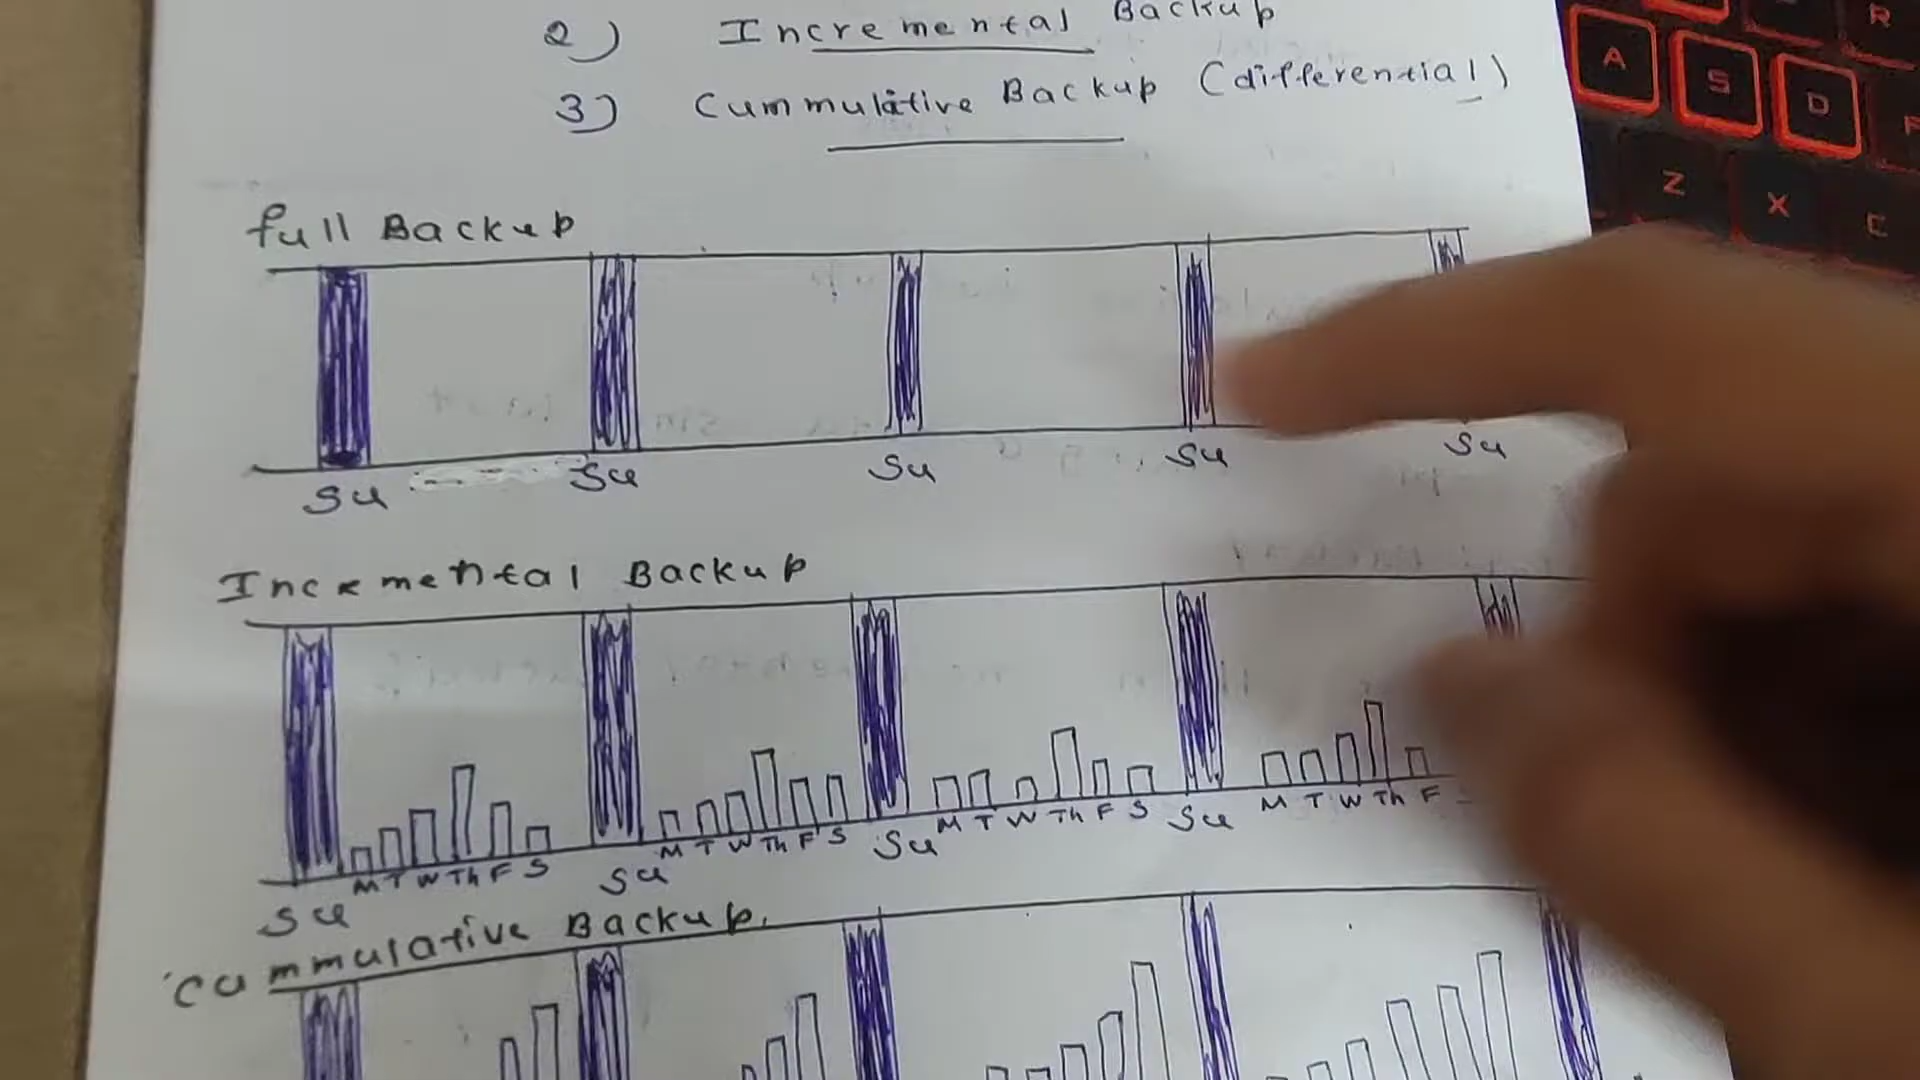 2) Incremental Backup
3) Cummulative Backup (differential)
full Backup
Su Su Su Su Su
Incremental Backup
M T W Th F S M T W Th F S M T W Th F S M T W Th F
Su Su Su Su
Cummulative Backup.
R
A S D F
Z X C